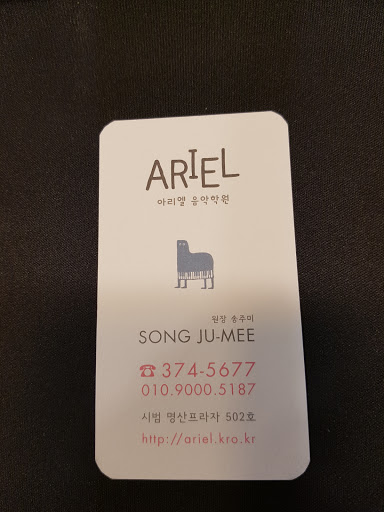 ARIEL
아리엘 음악학원
원장 송주미
SONG JU-MEE
☎ 374-5677
010.9000.5187
시범 명산프라자 502호
http://ariel.kro.kr